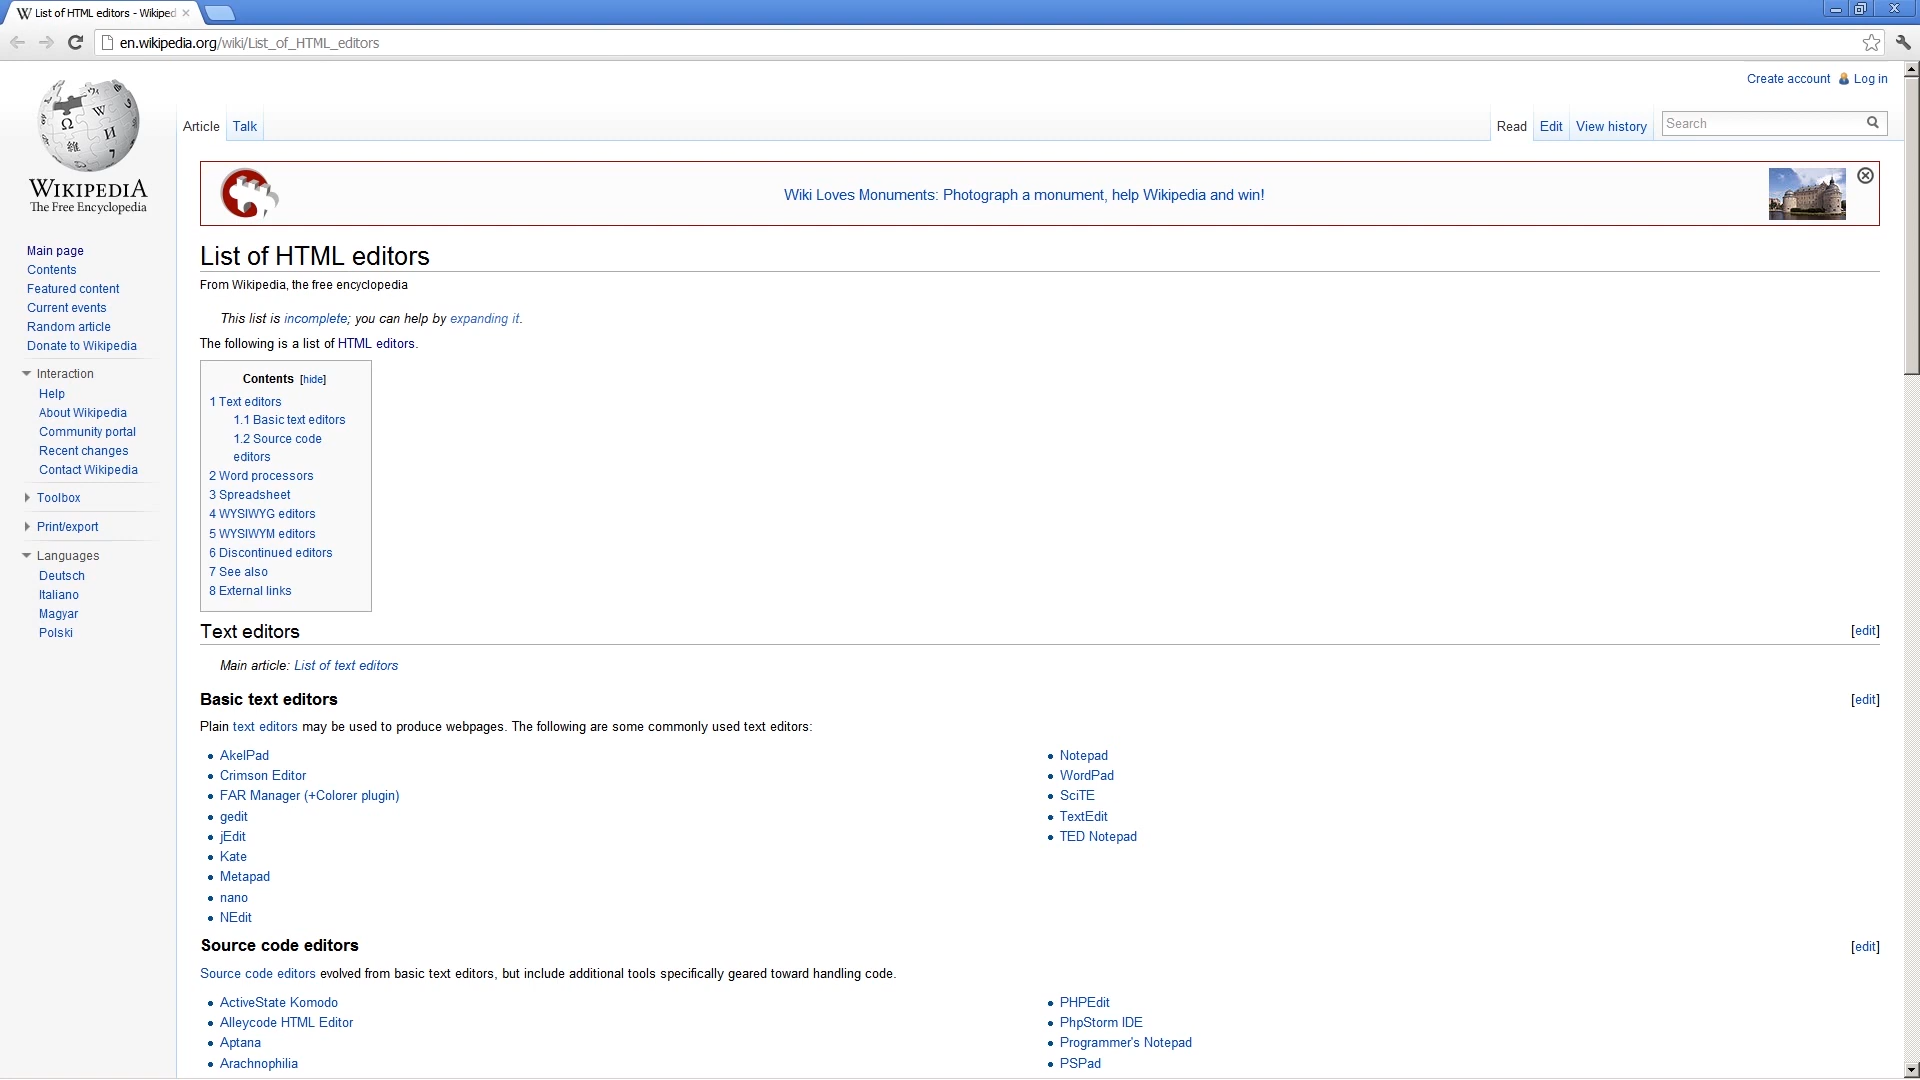 List of HTML editors - Wikiped
en.wikipedia.org/wiki/List_of_HTML_editors
Create account Log in
Article Talk Read Edit View history Search
WIKIPEDIA
The Free Encyclopedia
Wiki Loves Monuments: Photograph a monument, help Wikipedia and win!
Main page
Contents
Featured content
Current events
Random article
Donate to Wikipedia
Interaction
Help
About Wikipedia
Community portal
Recent changes
Contact Wikipedia
Toolbox
Print/export
Languages
Deutsch
Italiano
Magyar
Polski
List of HTML editors
From Wikipedia, the free encyclopedia
This list is incomplete; you can help by expanding it.
The following is a list of HTML editors.
Contents [hide]
1 Text editors
1.1 Basic text editors
1.2 Source code
editors
2 Word processors
3 Spreadsheet
4 WYSIWYG editors
5 WYSIWYM editors
6 Discontinued editors
7 See also
8 External links
Text editors [edit]
Main article: List of text editors
Basic text editors [edit]
Plain text editors may be used to produce webpages. The following are some commonly used text editors:
AkelPad
Crimson Editor
FAR Manager (+Colorer plugin)
gedit
jEdit
Kate
Metapad
nano
NEdit
Notepad
WordPad
SciTE
TextEdit
TED Notepad
Source code editors [edit]
Source code editors evolved from basic text editors, but include additional tools specifically geared toward handling code.
ActiveState Komodo
Alleycode HTML Editor
Aptana
Arachnophilia
PHPEdit
PhpStorm IDE
Programmer's Notepad
PSPad